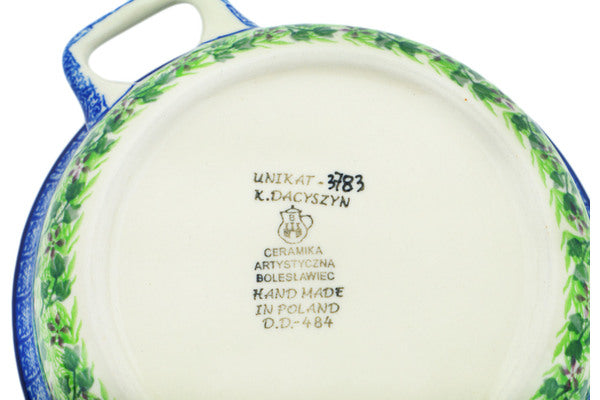 UNIKAT - 3783
K. DACYSZYN
CERAMIKA
ARTYSTYCZNA
BOLESŁAWIEC
HAND MADE
IN POLAND
D.D.-484